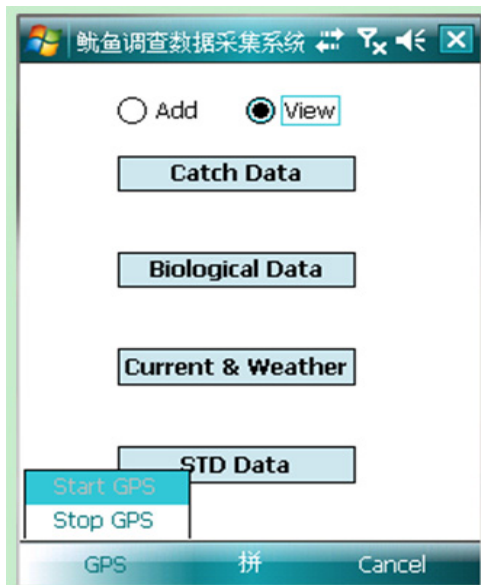 鱿鱼调查数据采集系统
Add View
Catch Data
Biological Data
Current & Weather
STD Data
Start GPS
Stop GPS
GPS 拼 Cancel